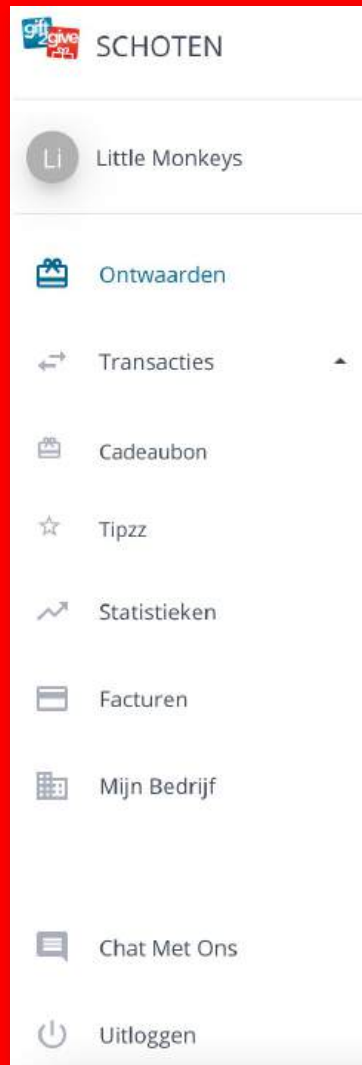 gift2give
SCHOTEN
Li
Little Monkeys
Ontwaarden
Transacties
Cadeaubon
Tipzz
Statistieken
Facturen
Mijn Bedrijf
Chat Met Ons
Uitloggen